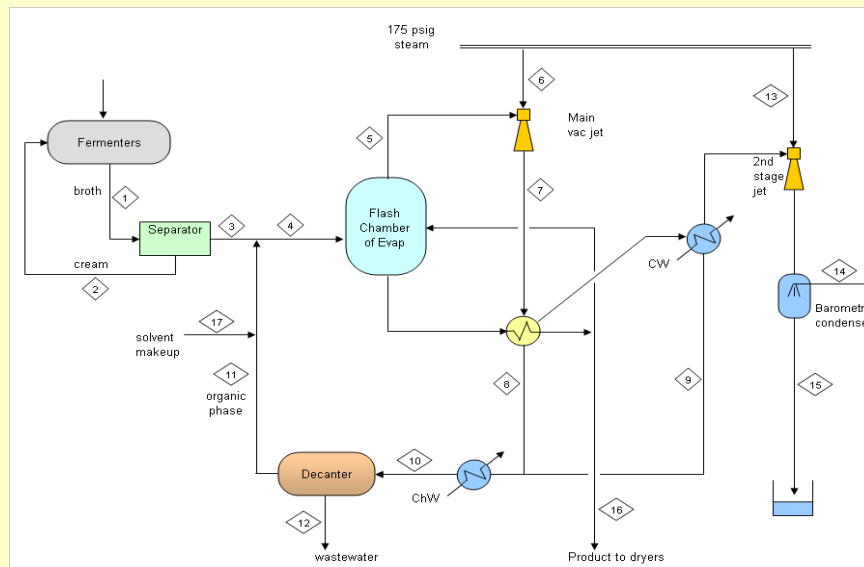 175 psig
steam
6
13
5
Main
vac jet
Fermenters
2nd
stage
jet
7
broth
1
Flash
Chamber
of Evap
Separator
3
4
cream
CW
14
2
17
Barometr
condense
solvent
makeup
11
8
9
15
organic
phase
10
Decanter
ChW
16
12
wastewater
Product to dryers